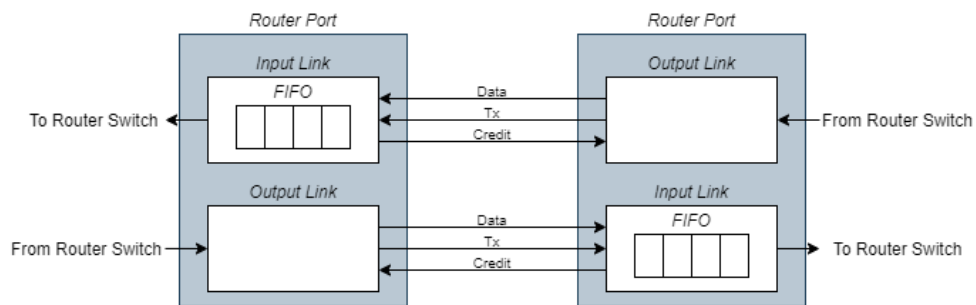 Router Port
Router Port
Input Link
Output Link
FIFO
Data
To Router Switch
Tx
From Router Switch
Credit
Output Link
Input Link
Data
FIFO
From Router Switch
Tx
To Router Switch
Credit